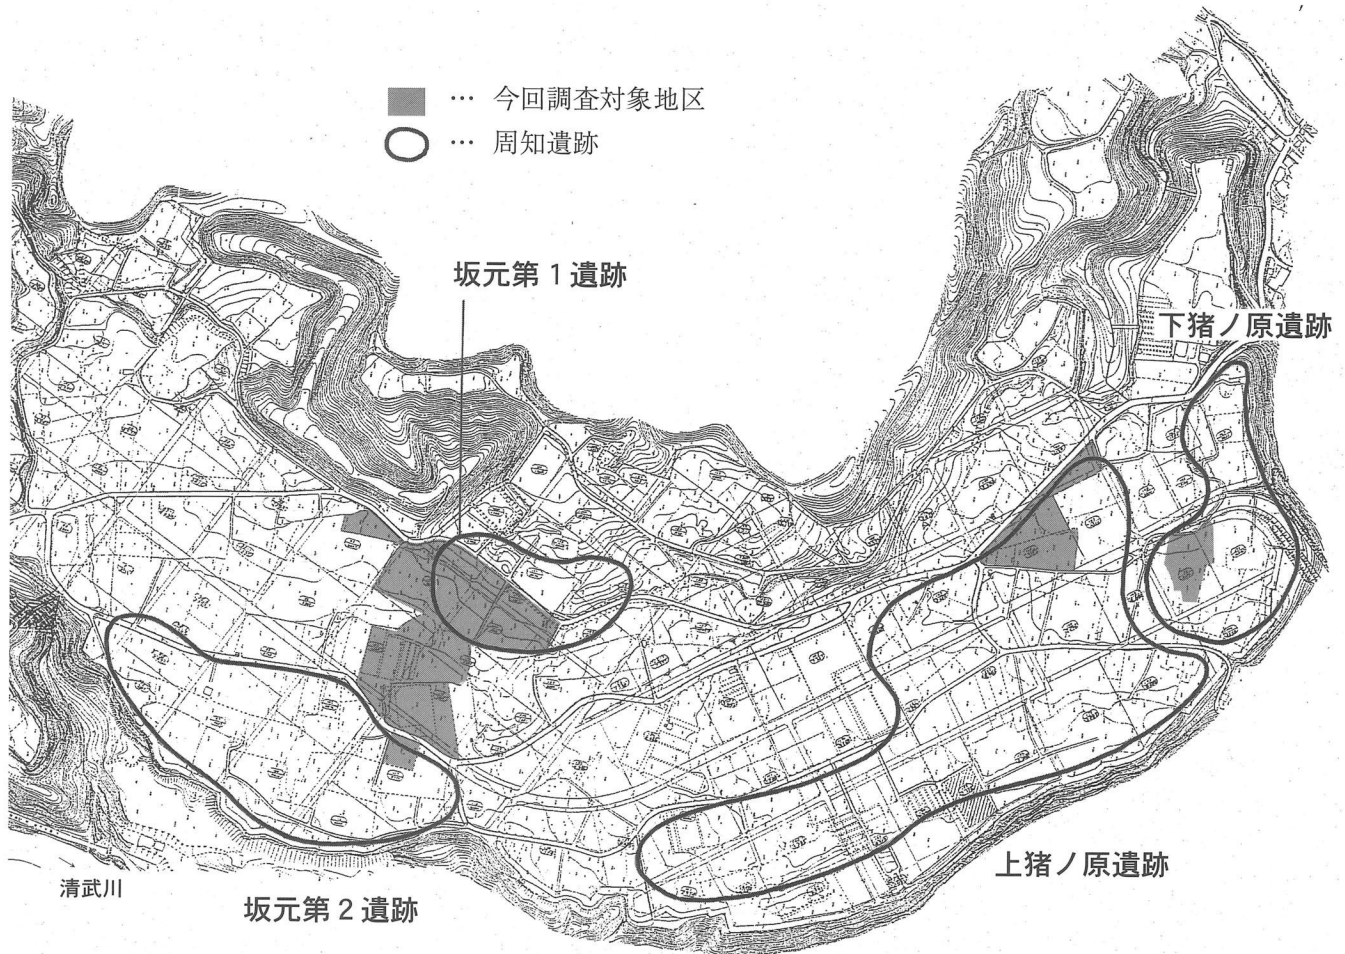 … 今回調査対象地区
… 周知遺跡
坂元第1遺跡
下猪ノ原遺跡
上猪ノ原遺跡
清武川
坂元第2遺跡